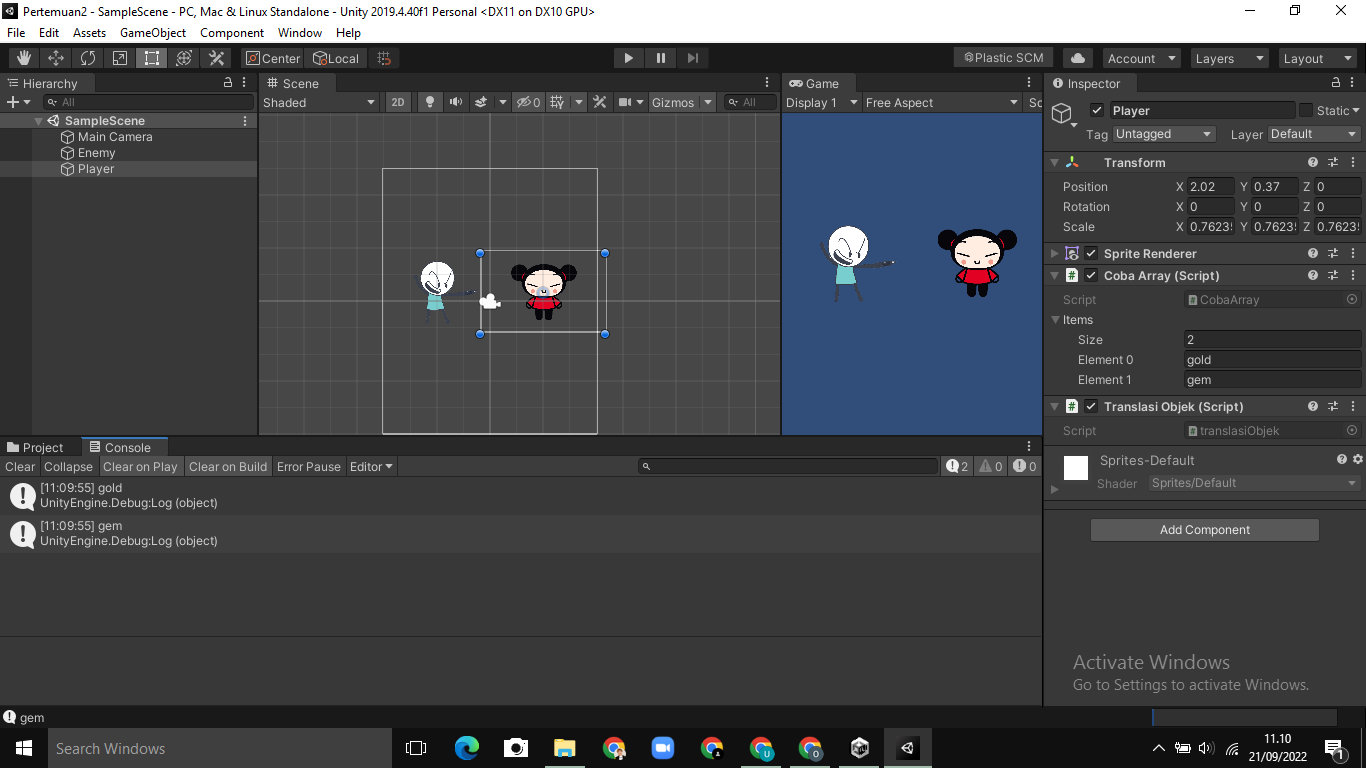 Pertemuan2 - SampleScene - PC, Mac & Linux Standalone - Unity 2019.4.40f1 Personal <DX11 on DX10 GPU>
File Edit Assets GameObject Component Window Help
Center Local Plastic SCM Account Layers Layout
Hierarchy
All
SampleScene
Main Camera
Enemy
Player
Scene
Shaded 2D 0 Gizmos All
Game
Display 1 Free Aspect Sc
Inspector
Player Static
Tag Untagged Layer Default
Transform
Position X 2.02 Y 0.37 Z 0
Rotation X 0 Y 0 Z 0
Scale X 0.7623 Y 0.7623 Z 0.7623
Sprite Renderer
Coba Array (Script)
Script CobaArray
Items
Size 2
Element 0 gold
Element 1 gem
Translasi Objek (Script)
Script translasiObjek
Sprites-Default
Shader Sprites/Default
Add Component
Project Console
Clear Collapse Clear on Play Clear on Build Error Pause Editor 2 0 0
[11:09:55] gold
UnityEngine.Debug:Log (object)
[11:09:55] gem
UnityEngine.Debug:Log (object)
Activate Windows
Go to Settings to activate Windows.
gem
Search Windows
11.10
21/09/2022
1